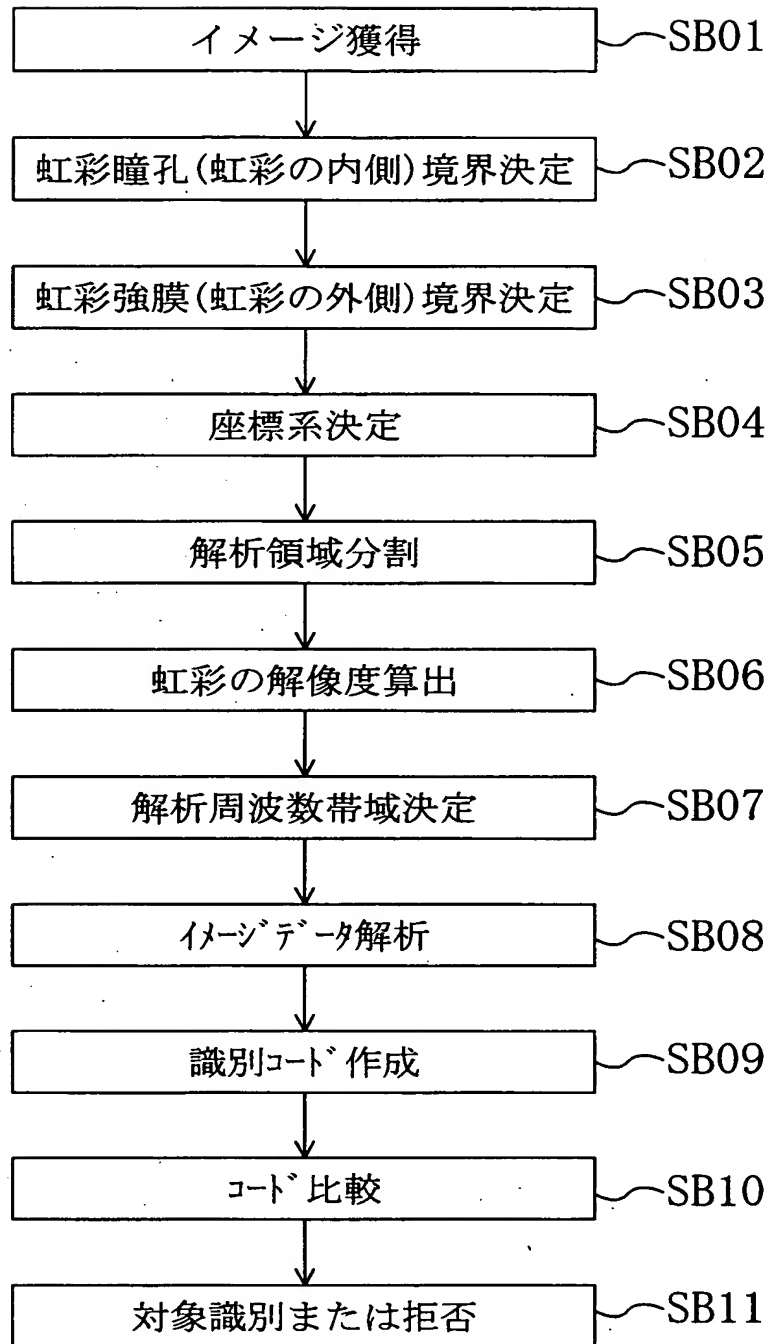 イメージ獲得 SB01
虹彩瞳孔(虹彩の内側)境界決定 SB02
虹彩強膜(虹彩の外側)境界決定 SB03
座標系決定 SB04
解析領域分割 SB05
虹彩の解像度算出 SB06
解析周波数帯域決定 SB07
ｲﾒｰｼﾞﾃﾞｰﾀ解析 SB08
識別ｺｰﾄﾞ作成 SB09
ｺｰﾄﾞ比較 SB10
対象識別または拒否 SB11